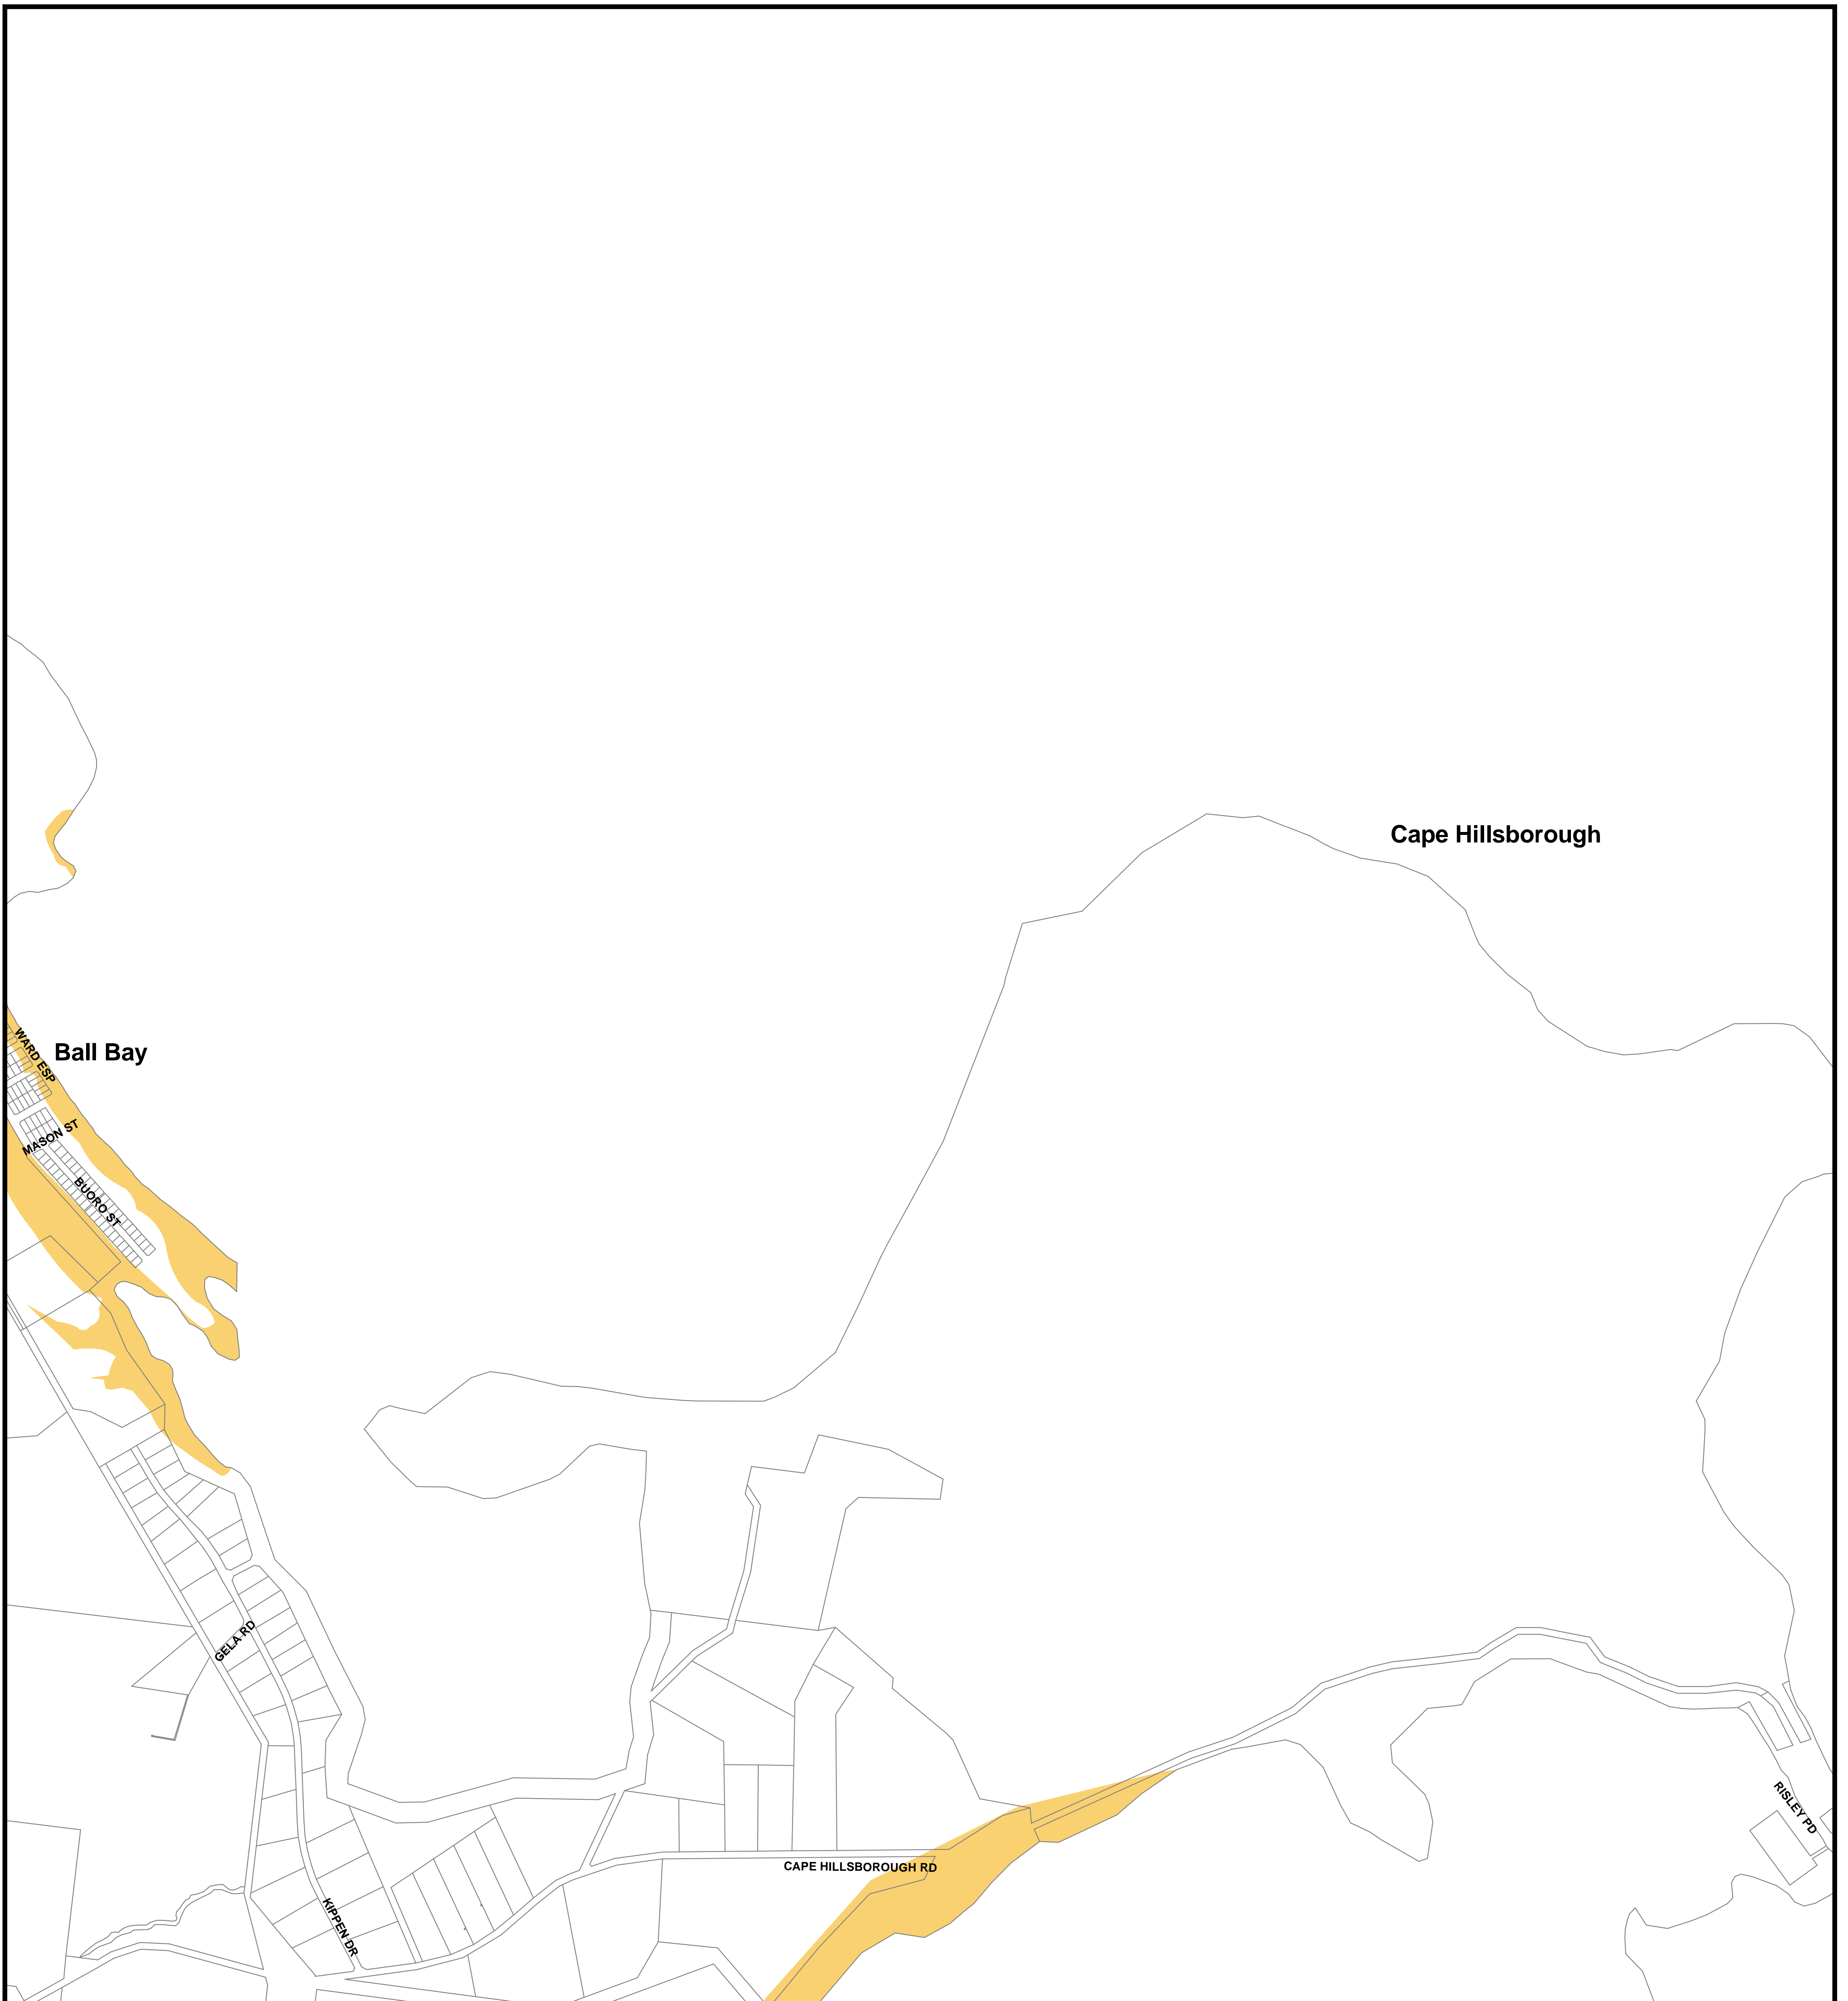 Cape Hillsborough
Ball Bay
WARD ESP
MASON ST
BUORO ST
GELA RD
RISLEY PD
CAPE HILLSBOROUGH RD
KIPPEN DR